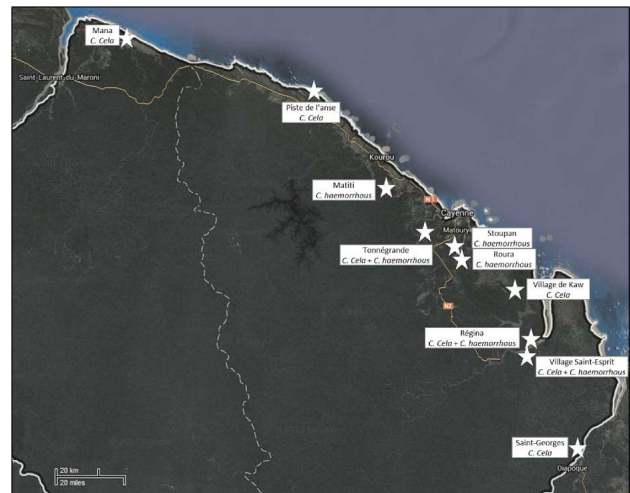 Mana
C. Cela
Saint-Laurent-du-Maroni
Piste de l'anse
C. Cela
Kourou
Matiti
C. haemorrhous
N1
Cayenne
Matoury
Stoupan
C. haemorrhous
Tonnégrande
C. Cela + C. haemorrhous
Roura
C. haemorrhous
Village de Kaw
C. Cela
N2
Régina
C. Cela + C. haemorrhous
Village Saint-Esprit
C. Cela + C. haemorrhous
Saint-Georges
C. Cela
Oiapoque
20 km
20 miles